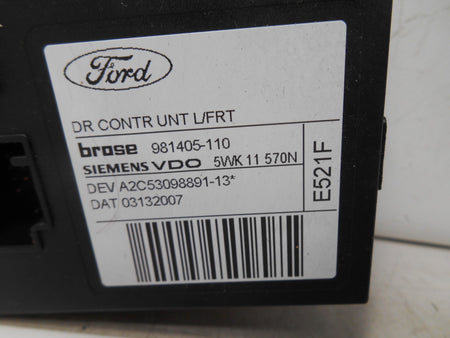 Ford
DR CONTR UNT L/FRT
brose 981405-110
SIEMENS VDO 5WK 11 570N
DEV A2C53098891-13*
DAT 03132007
E521F